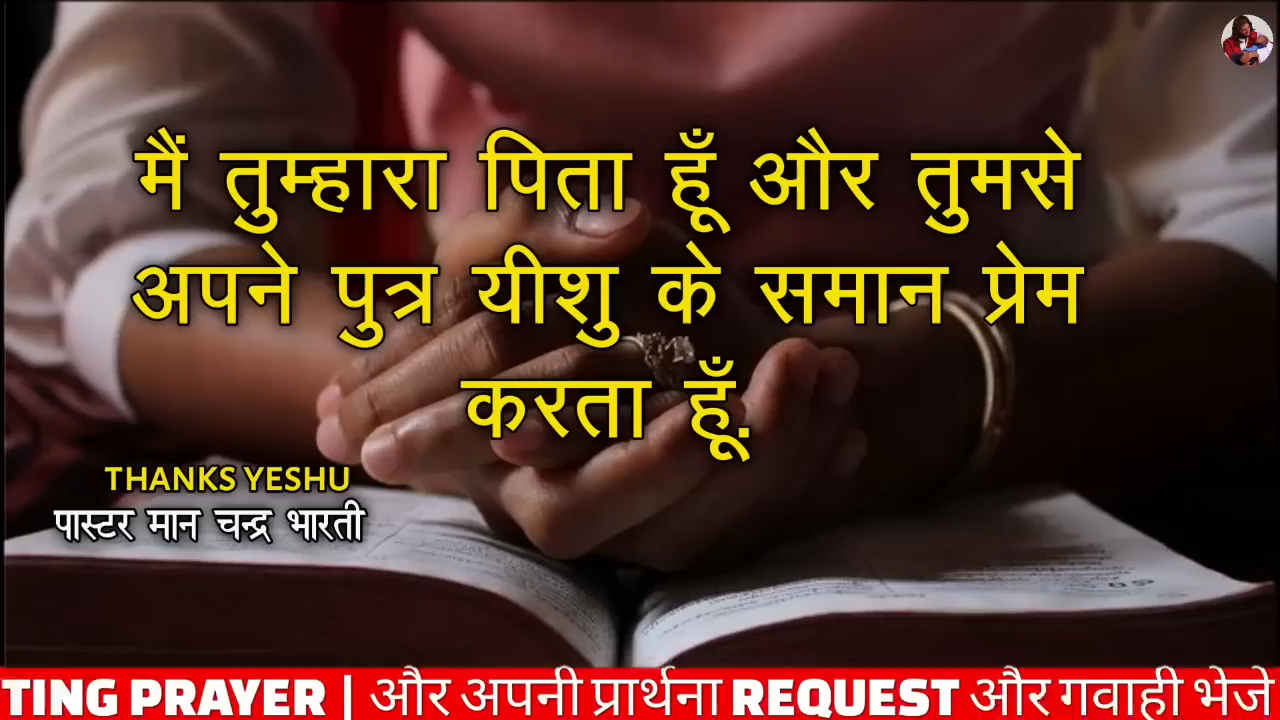 मैं तुम्हारा पिता हूँ और तुमसे
अपने पुत्र यीशु के समान प्रेम
करता हूँ.
THANKS YESHU
पास्टर मान चन्द्र भारती
TING PRAYER | और अपनी प्रार्थना REQUEST और गवाही भेजे